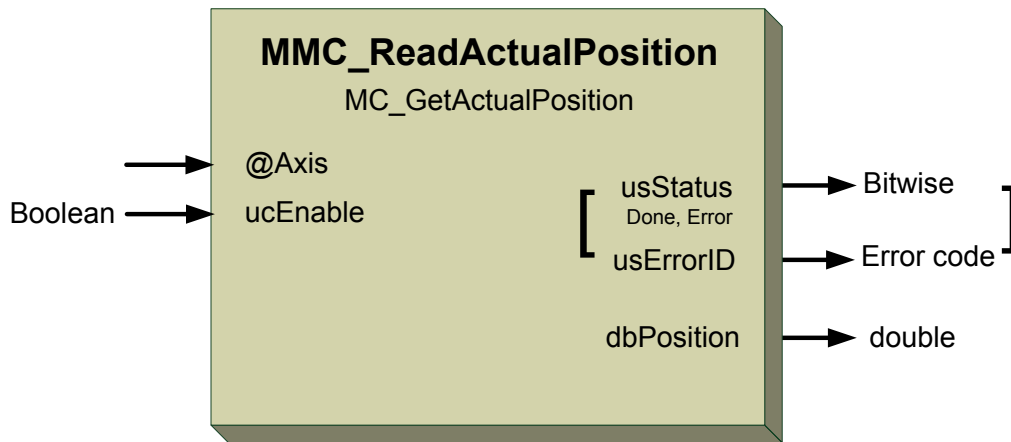 MMC_ReadActualPosition
MC_GetActualPosition
@Axis
Boolean
ucEnable
usStatus
Bitwise
Done, Error
usErrorID
Error code
dbPosition
double